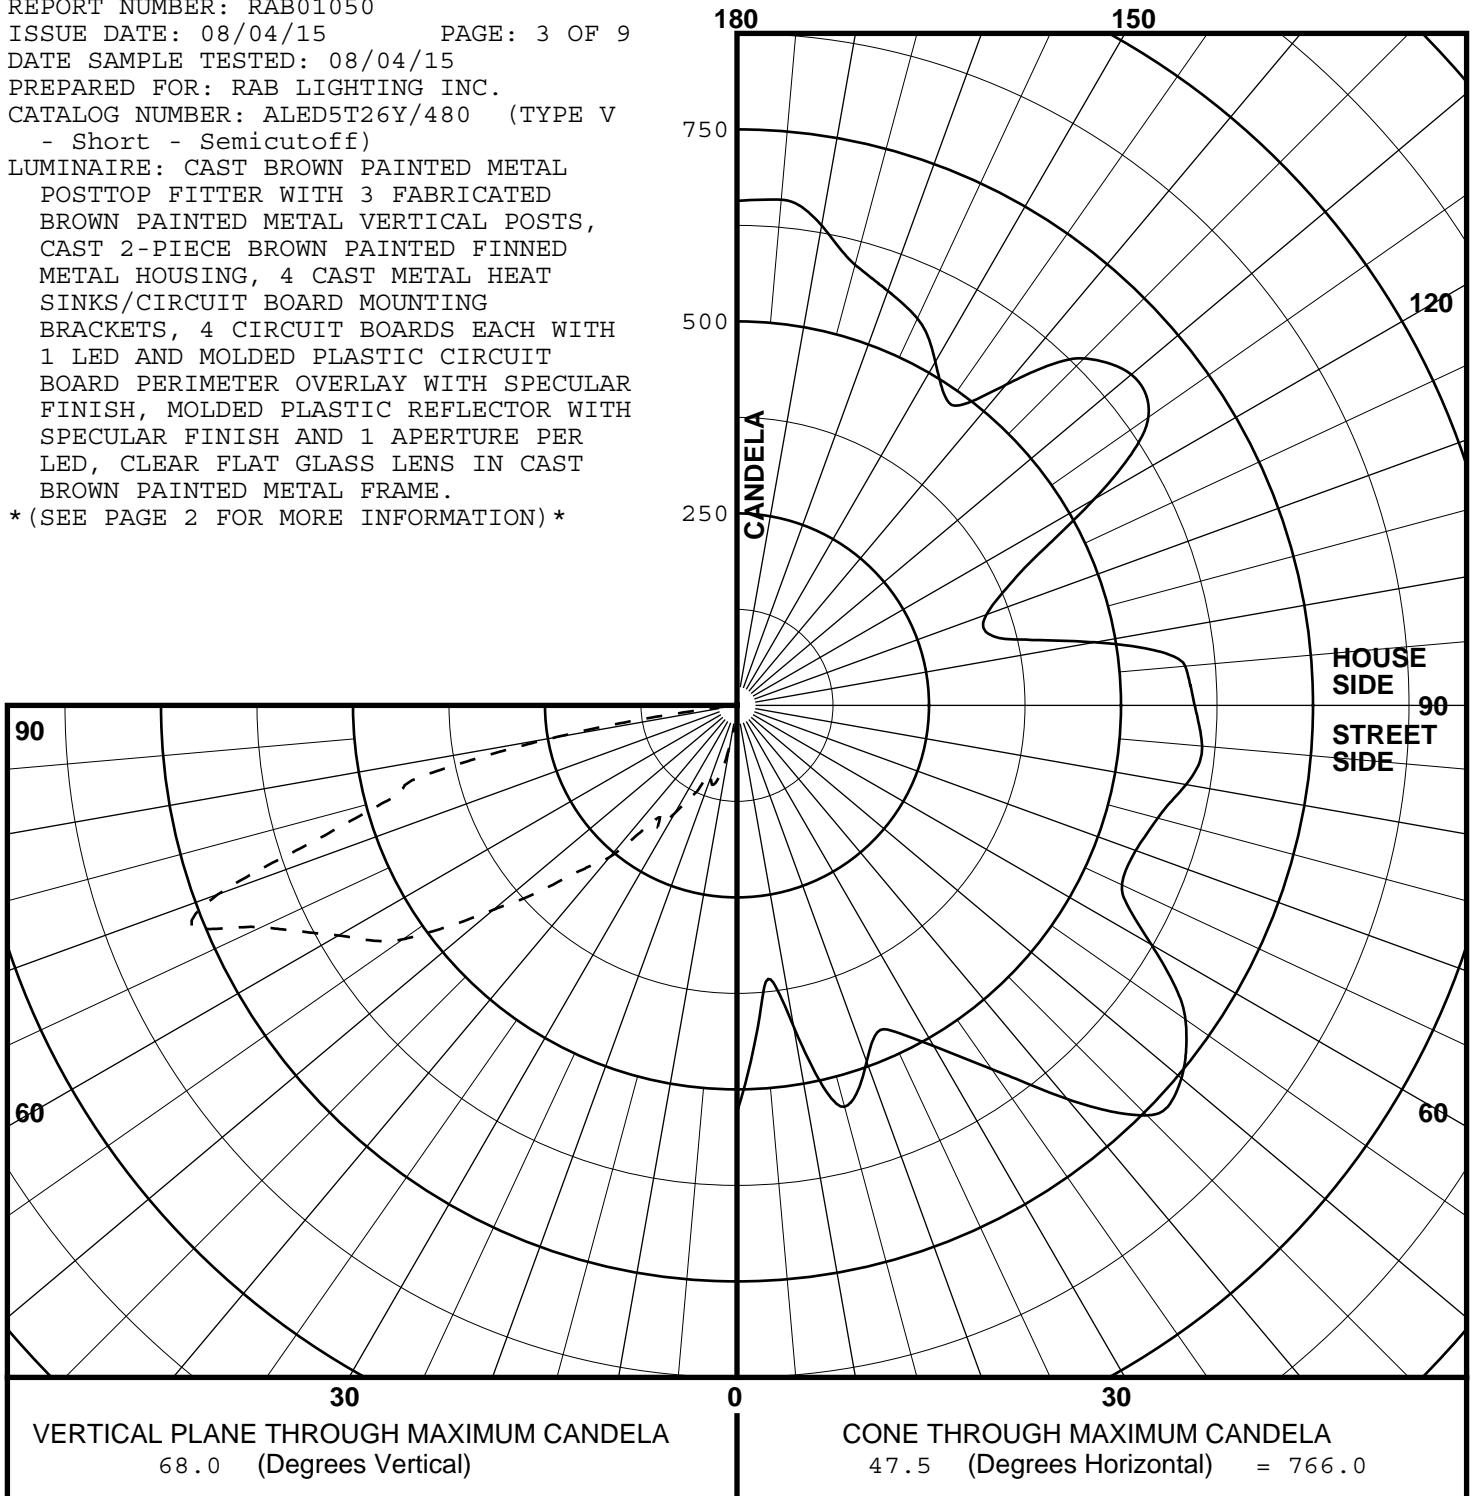 REPORT NUMBER: RAB01050
ISSUE DATE: 08/04/15 PAGE: 3 OF 9
DATE SAMPLE TESTED: 08/04/15
PREPARED FOR: RAB LIGHTING INC.
CATALOG NUMBER: ALED5T26Y/480 (TYPE V
- Short - Semicutoff)
LUMINAIRE: CAST BROWN PAINTED METAL
POSTTOP FITTER WITH 3 FABRICATED
BROWN PAINTED METAL VERTICAL POSTS,
CAST 2-PIECE BROWN PAINTED FINNED
METAL HOUSING, 4 CAST METAL HEAT
SINKS/CIRCUIT BOARD MOUNTING
BRACKETS, 4 CIRCUIT BOARDS EACH WITH
1 LED AND MOLDED PLASTIC CIRCUIT
BOARD PERIMETER OVERLAY WITH SPECULAR
FINISH, MOLDED PLASTIC REFLECTOR WITH
SPECULAR FINISH AND 1 APERTURE PER
LED, CLEAR FLAT GLASS LENS IN CAST
BROWN PAINTED METAL FRAME.
*(SEE PAGE 2 FOR MORE INFORMATION)*
180
150
750
120
500
CANDELA
250
HOUSE
SIDE
90
90
STREET
SIDE
60
60
30
0
30
VERTICAL PLANE THROUGH MAXIMUM CANDELA
68.0 (Degrees Vertical)
CONE THROUGH MAXIMUM CANDELA
47.5 (Degrees Horizontal) = 766.0